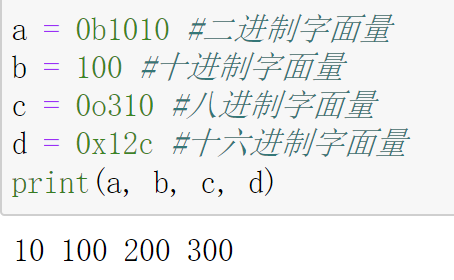 a = 0b1010 #二进制字面量
b = 100 #十进制字面量
c = 0o310 #八进制字面量
d = 0x12c #十六进制字面量
print(a, b, c, d)
10 100 200 300